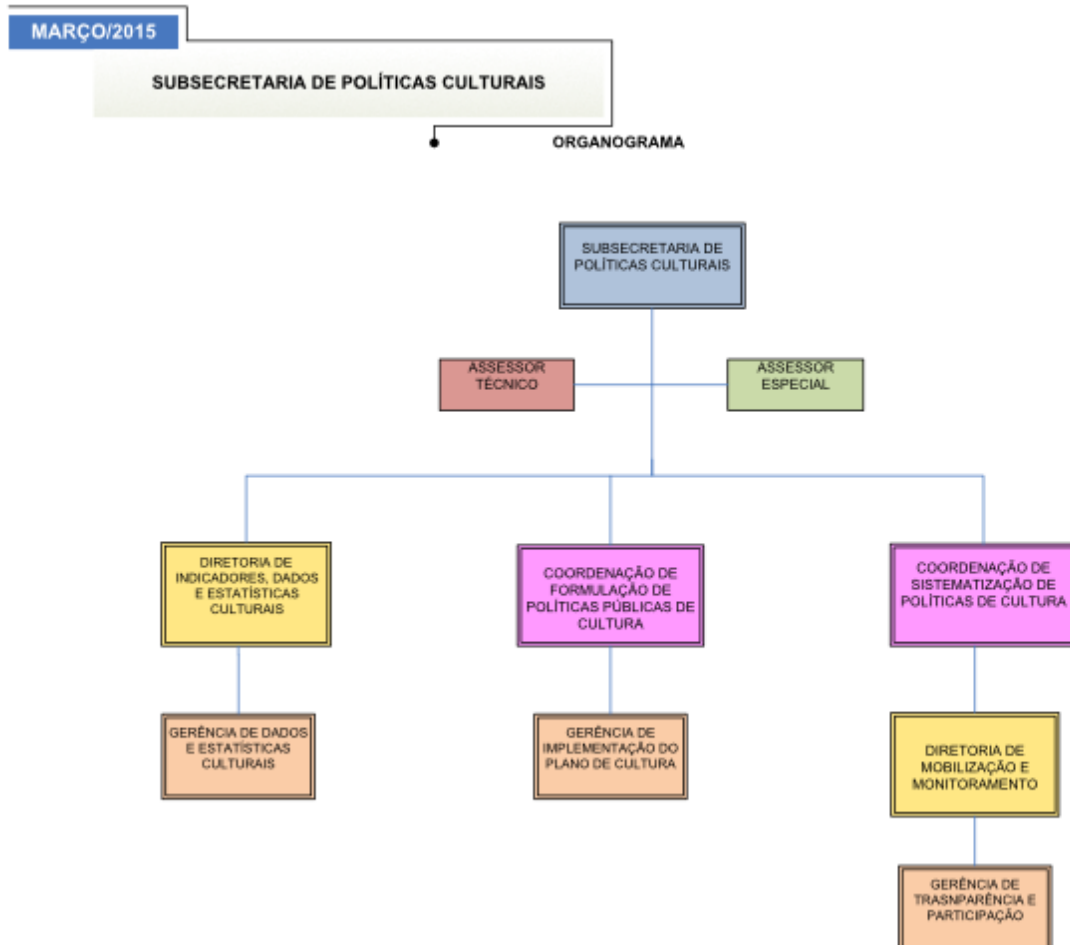 MARÇO/2015
SUBSECRETARIA DE POLÍTICAS CULTURAIS
ORGANOGRAMA
SUBSECRETARIA DE
POLÍTICAS CULTURAIS
ASSESSOR
TÉCNICO
ASSESSOR
ESPECIAL
DIRETORIA DE
INDICADORES, DADOS
E ESTATÍSTICAS
CULTURAIS
COORDENAÇÃO DE
FORMULAÇÃO DE
POLÍTICAS PÚBLICAS DE
CULTURA
COORDENAÇÃO DE
SISTEMATIZAÇÃO DE
POLÍTICAS DE CULTURA
GERÊNCIA DE DADOS
E ESTATÍSTICAS
CULTURAIS
GERÊNCIA DE
IMPLEMENTAÇÃO DO
PLANO DE CULTURA
DIRETORIA DE
MOBILIZAÇÃO E
MONITORAMENTO
GERÊNCIA DE
TRASNPARÊNCIA E
PARTICIPAÇÃO